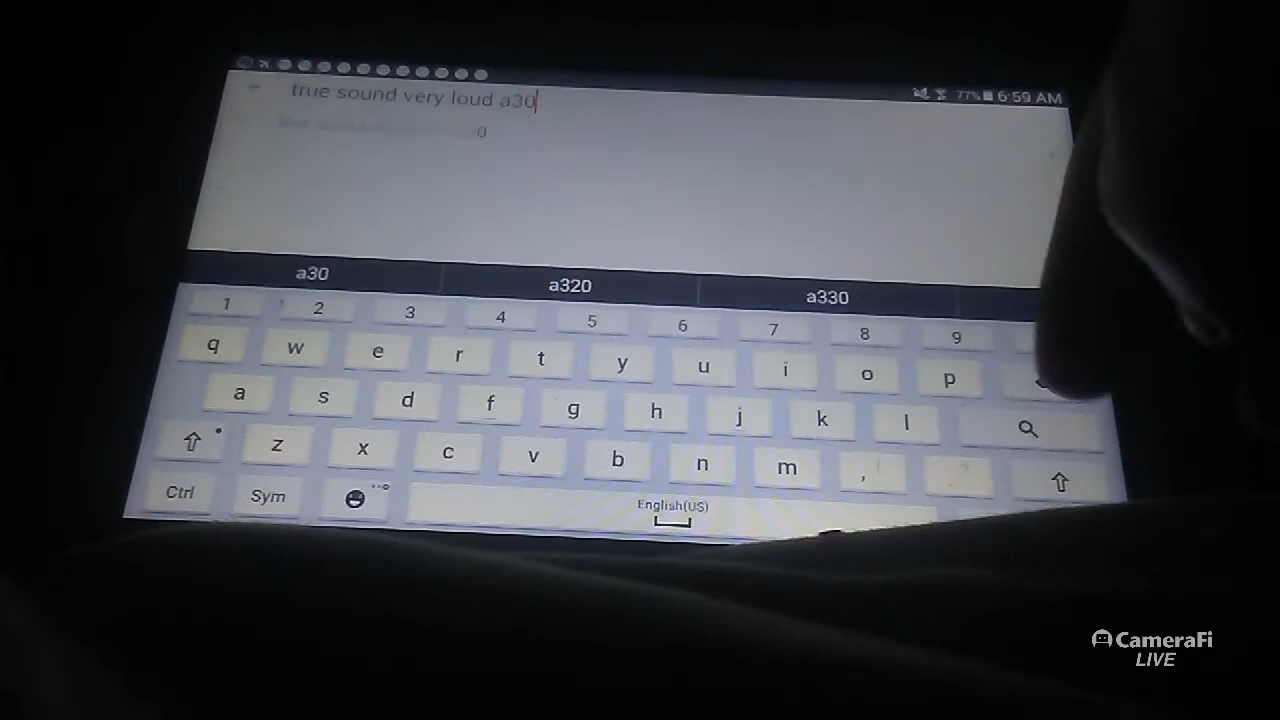 77% 6:59 AM
true sound very loud a30
0
a30 a320 a330
1 2 3 4 5 6 7 8 9
q w e r t y u i o p
a s d f g h j k l
z x c v b n m ,
Ctrl Sym English(US)
CameraFi
LIVE